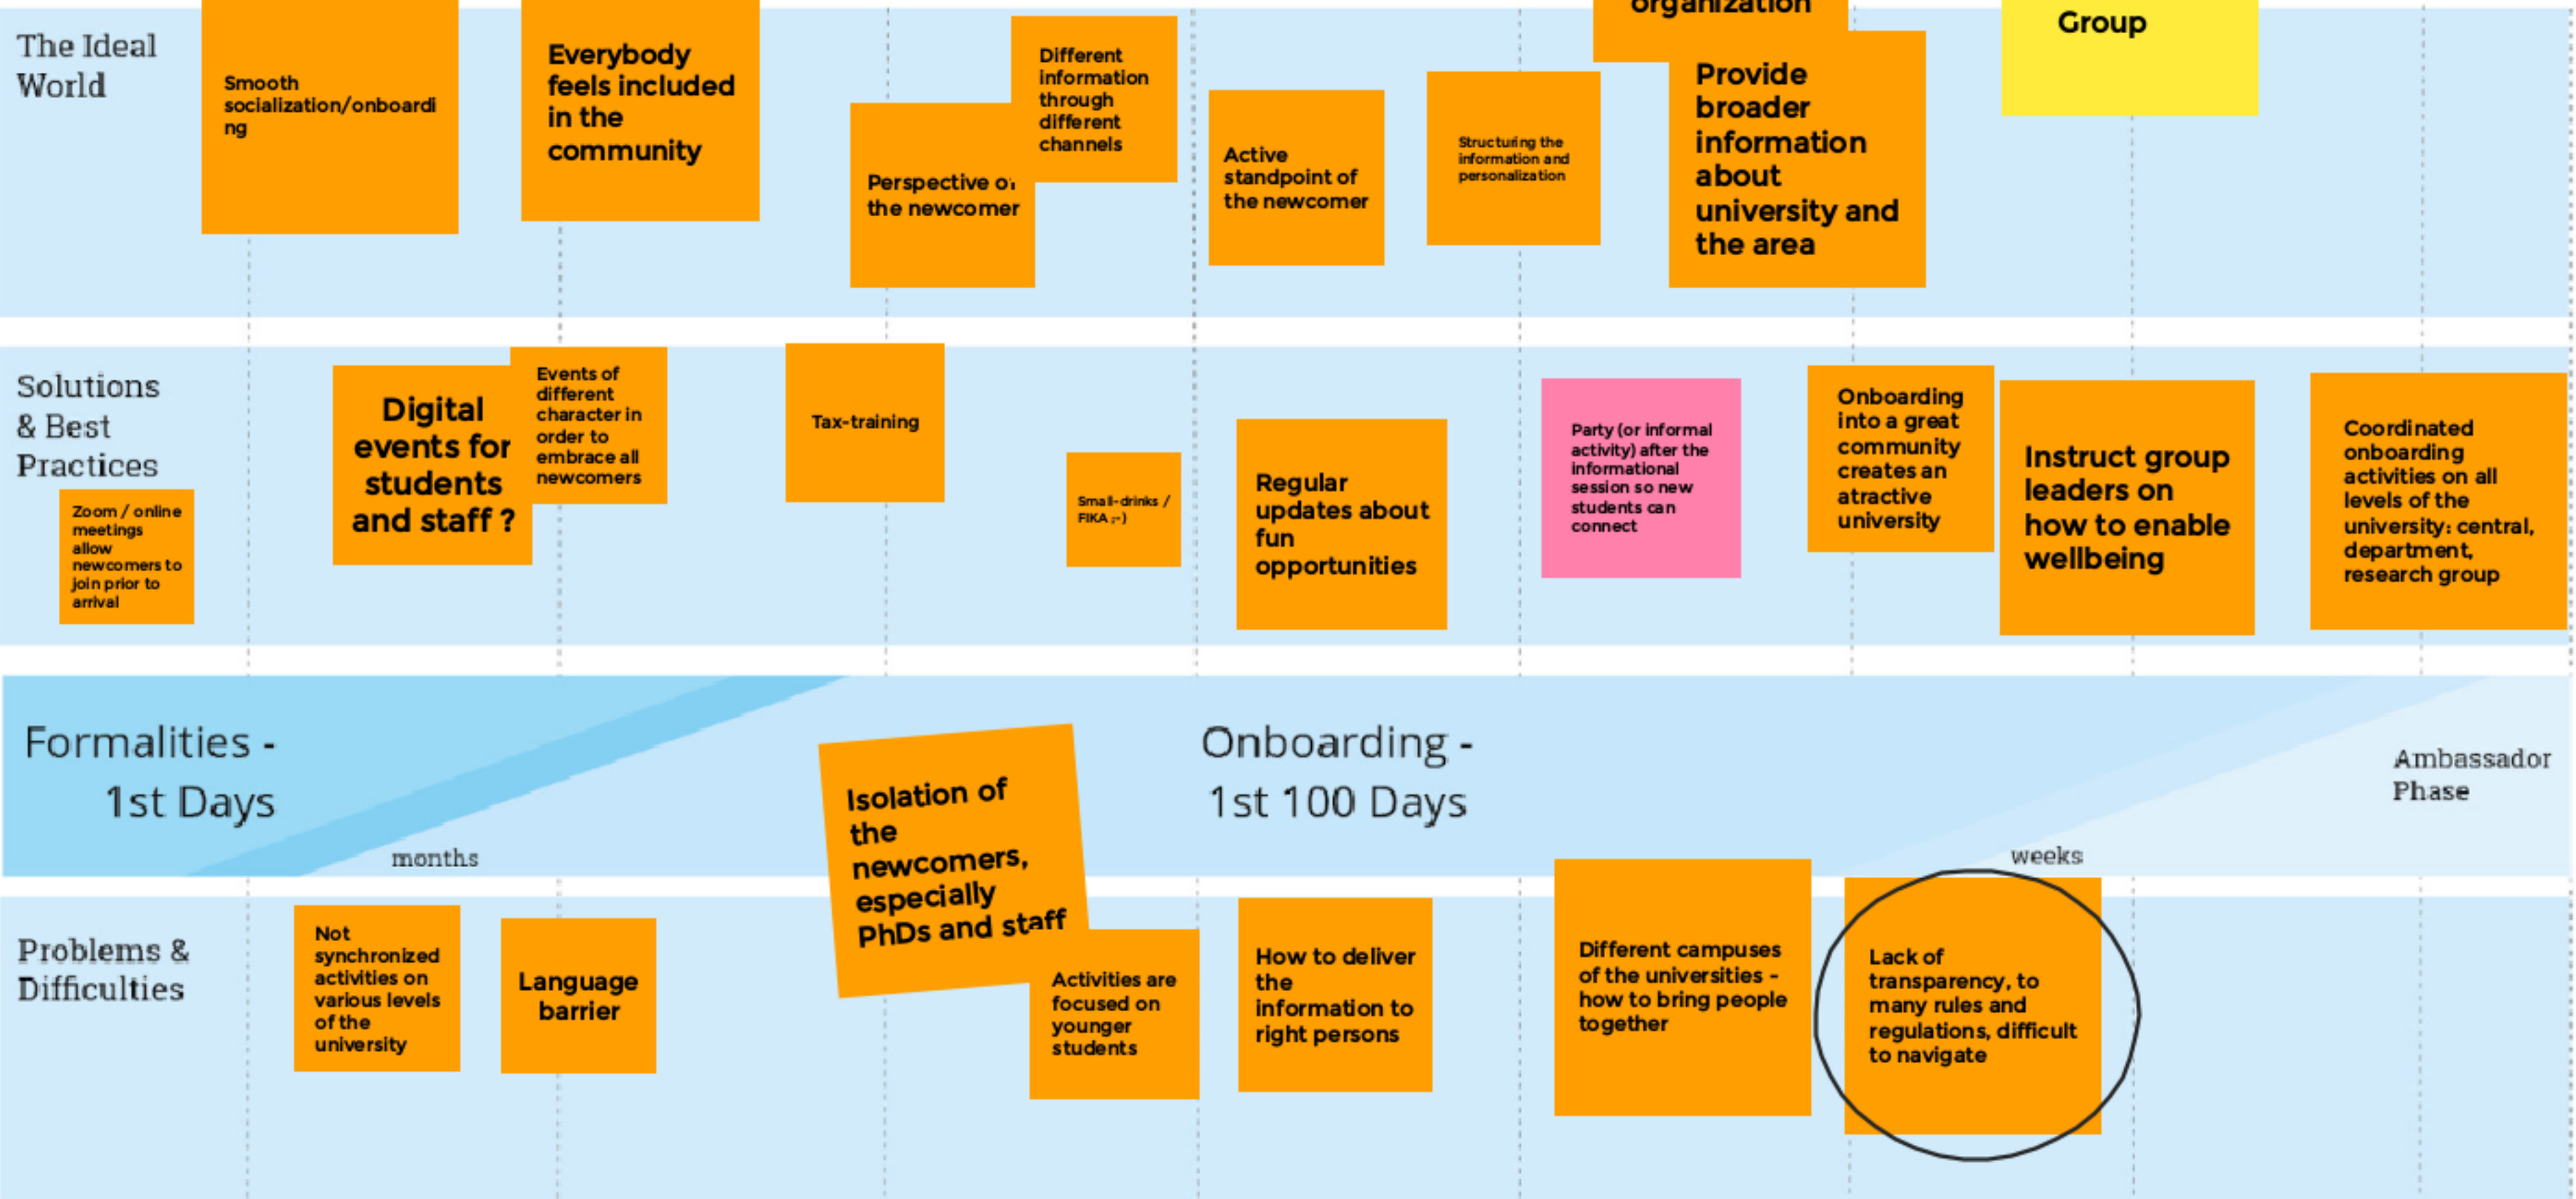 The Ideal
World
Smooth
socialization/onboardi
ng
Everybody
feels included
in the
community
Perspective of
the newcomer
Different
information
through
different
channels
Active
standpoint of
the newcomer
Structuring the
information and
personalization
organization
Provide
broader
information
about
university and
the area
Group
Solutions
& Best
Practices
Zoom / online
meetings
allow
newcomers to
join prior to
arrival
Digital
events for
students
and staff ?
Events of
different
character in
order to
embrace all
newcomers
Tax-training
Small-drinks /
FIKA ;-)
Regular
updates about
fun
opportunities
Party (or informal
activity) after the
informational
session so new
students can
connect
Onboarding
into a great
community
creates an
atractive
university
Instruct group
leaders on
how to enable
wellbeing
Coordinated
onboarding
activities on all
levels of the
university: central,
department,
research group
Formalities -
1st Days
months
Onboarding -
1st 100 Days
weeks
Ambassador
Phase
Isolation of
the
newcomers,
especially
PhDs and staff
Problems &
Difficulties
Not
synchronized
activities on
various levels
of the
university
Language
barrier
Activities are
focused on
younger
students
How to deliver
the
information to
right persons
Different campuses
of the universities -
how to bring people
together
Lack of
transparency, to
many rules and
regulations, difficult
to navigate